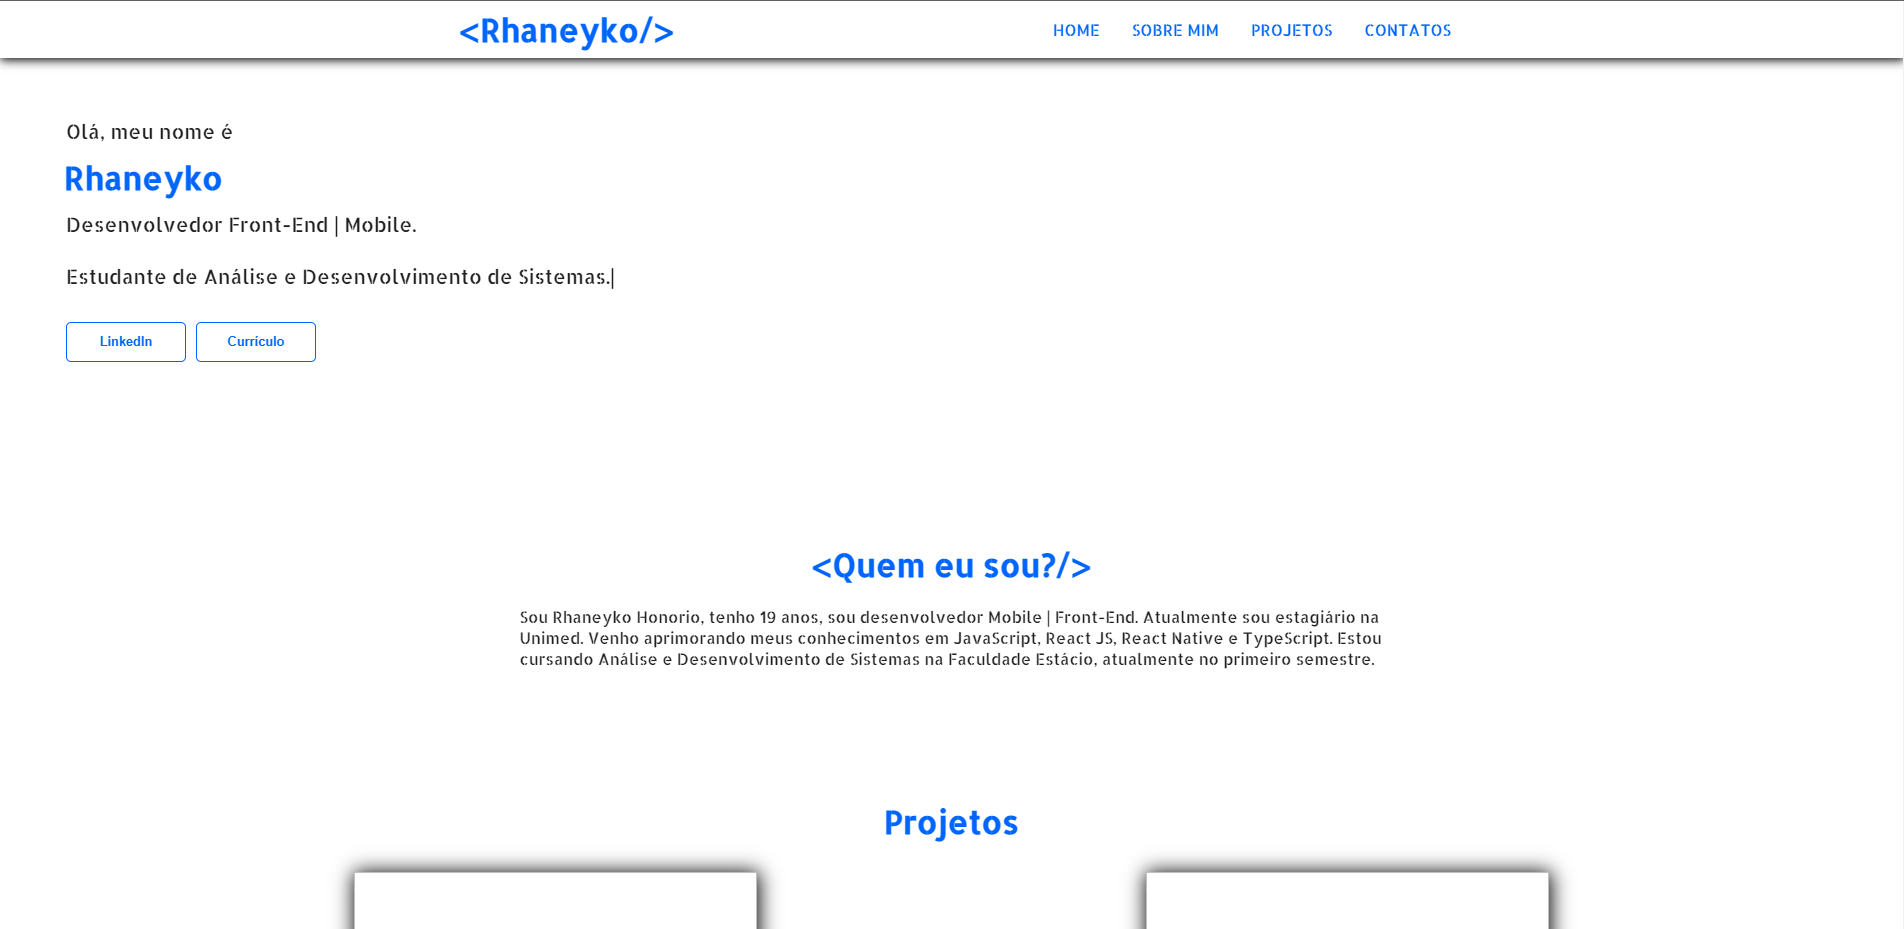 <Rhaneyko/>
HOME SOBRE MIM PROJETOS CONTATOS
Olá, meu nome é
Rhaneyko
Desenvolvedor Front-End | Mobile.
Estudante de Análise e Desenvolvimento de Sistemas.|
LinkedIn Currículo
<Quem eu sou?/>
Sou Rhaneyko Honorio, tenho 19 anos, sou desenvolvedor Mobile | Front-End. Atualmente sou estagiário na
Unimed. Venho aprimorando meus conhecimentos em JavaScript, React JS, React Native e TypeScript. Estou
cursando Análise e Desenvolvimento de Sistemas na Faculdade Estácio, atualmente no primeiro semestre.
Projetos